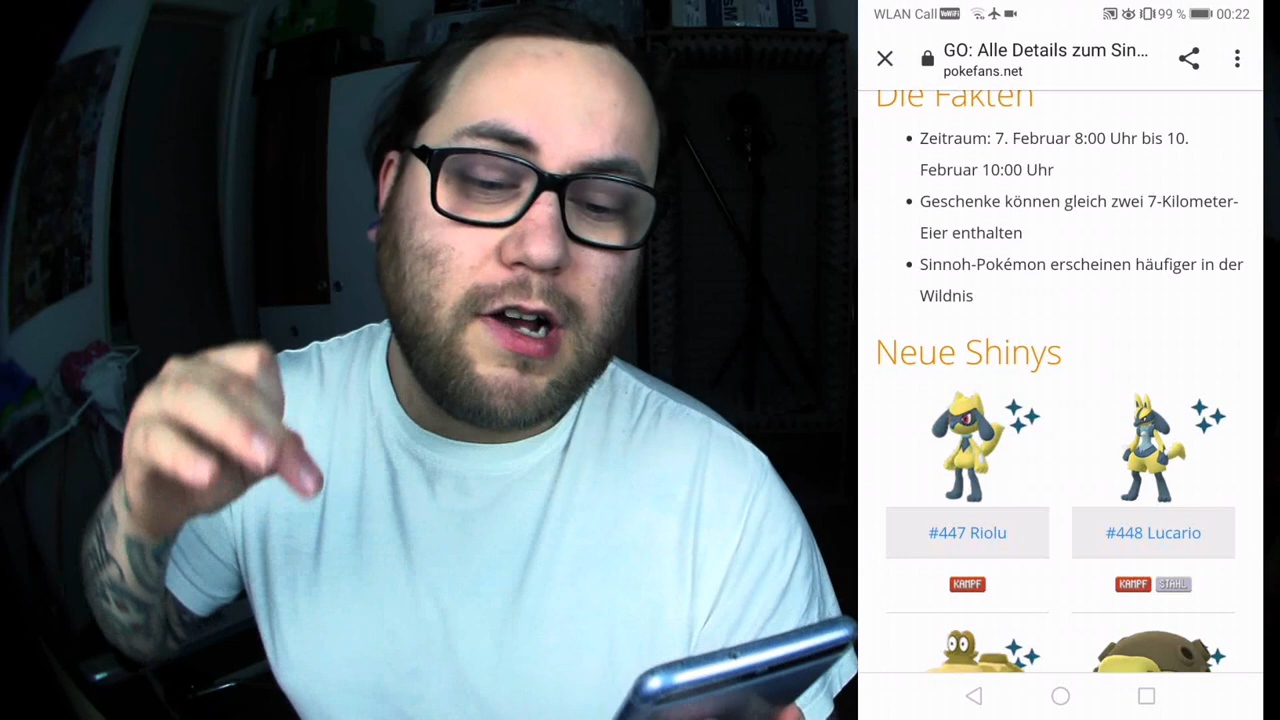 WLAN Call VoWiFi 99 % 00:22
GO: Alle Details zum Sin...
pokefans.net
Die Fakten
• Zeitraum: 7. Februar 8:00 Uhr bis 10.
Februar 10:00 Uhr
• Geschenke können gleich zwei 7-Kilometer-
Eier enthalten
• Sinnoh-Pokémon erscheinen häufiger in der
Wildnis
Neue Shinys
#447 Riolu
#448 Lucario
KAMPF
KAMPF STAHL